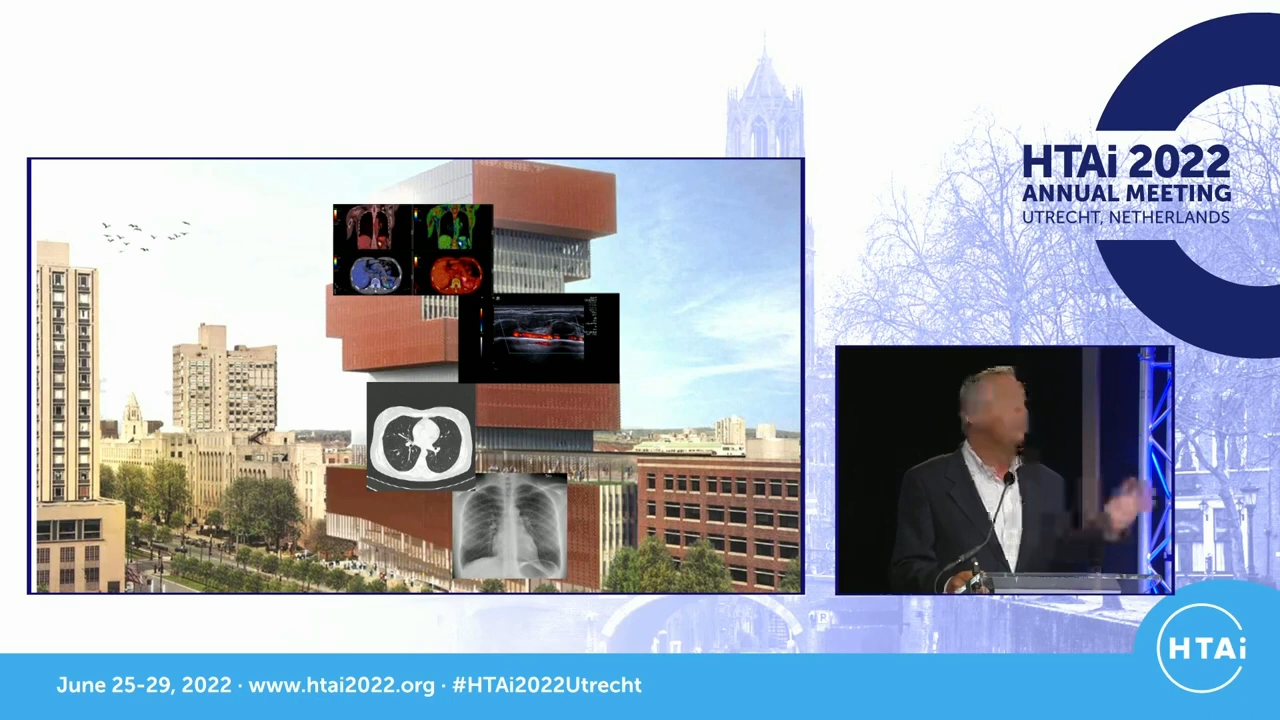 HTAi 2022
ANNUAL MEETING
UTRECHT, NETHERLANDS
HTAi
June 25-29, 2022 · www.htai2022.org · #HTAi2022Utrecht